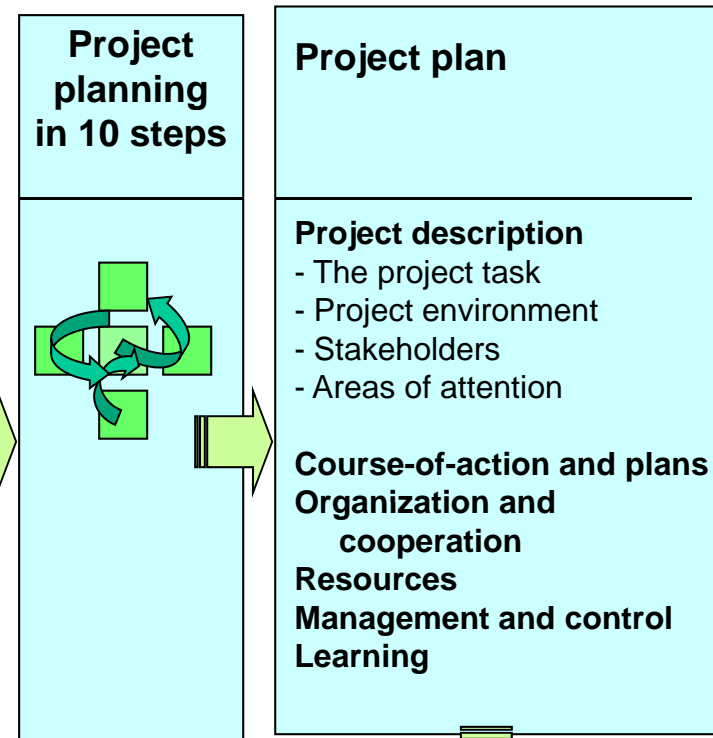 Project
planning
in 10 steps
Project plan
Project description
- The project task
- Project environment
- Stakeholders
- Areas of attention
Course-of-action and plans
Organization and
cooperation
Resources
Management and control
Learning